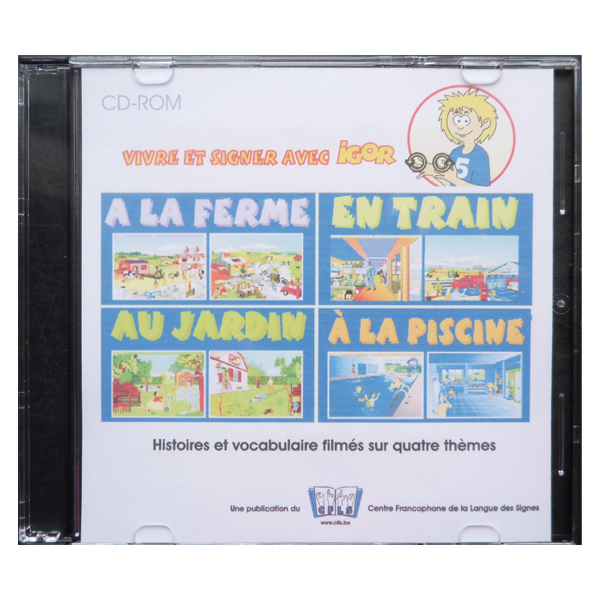 CD-ROM
VIVRE ET SIGNER AVEC IGOR
5
A LA FERME
EN TRAIN
AU JARDIN
À LA PISCINE
Histoires et vocabulaire filmés sur quatre thèmes
Une publication du CFLS Centre Francophone de la Langue des Signes
www.cfls.be